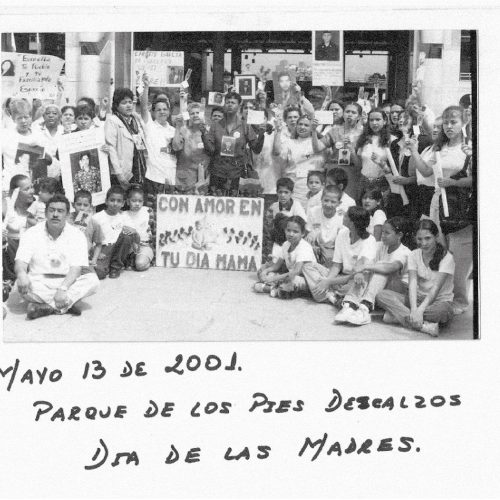 CON AMOR EN
TU DIA MAMA
MAYO 13 DE 2001.
PARQUE DE LOS PIES DESCALZOS
DIA DE LAS MADRES.